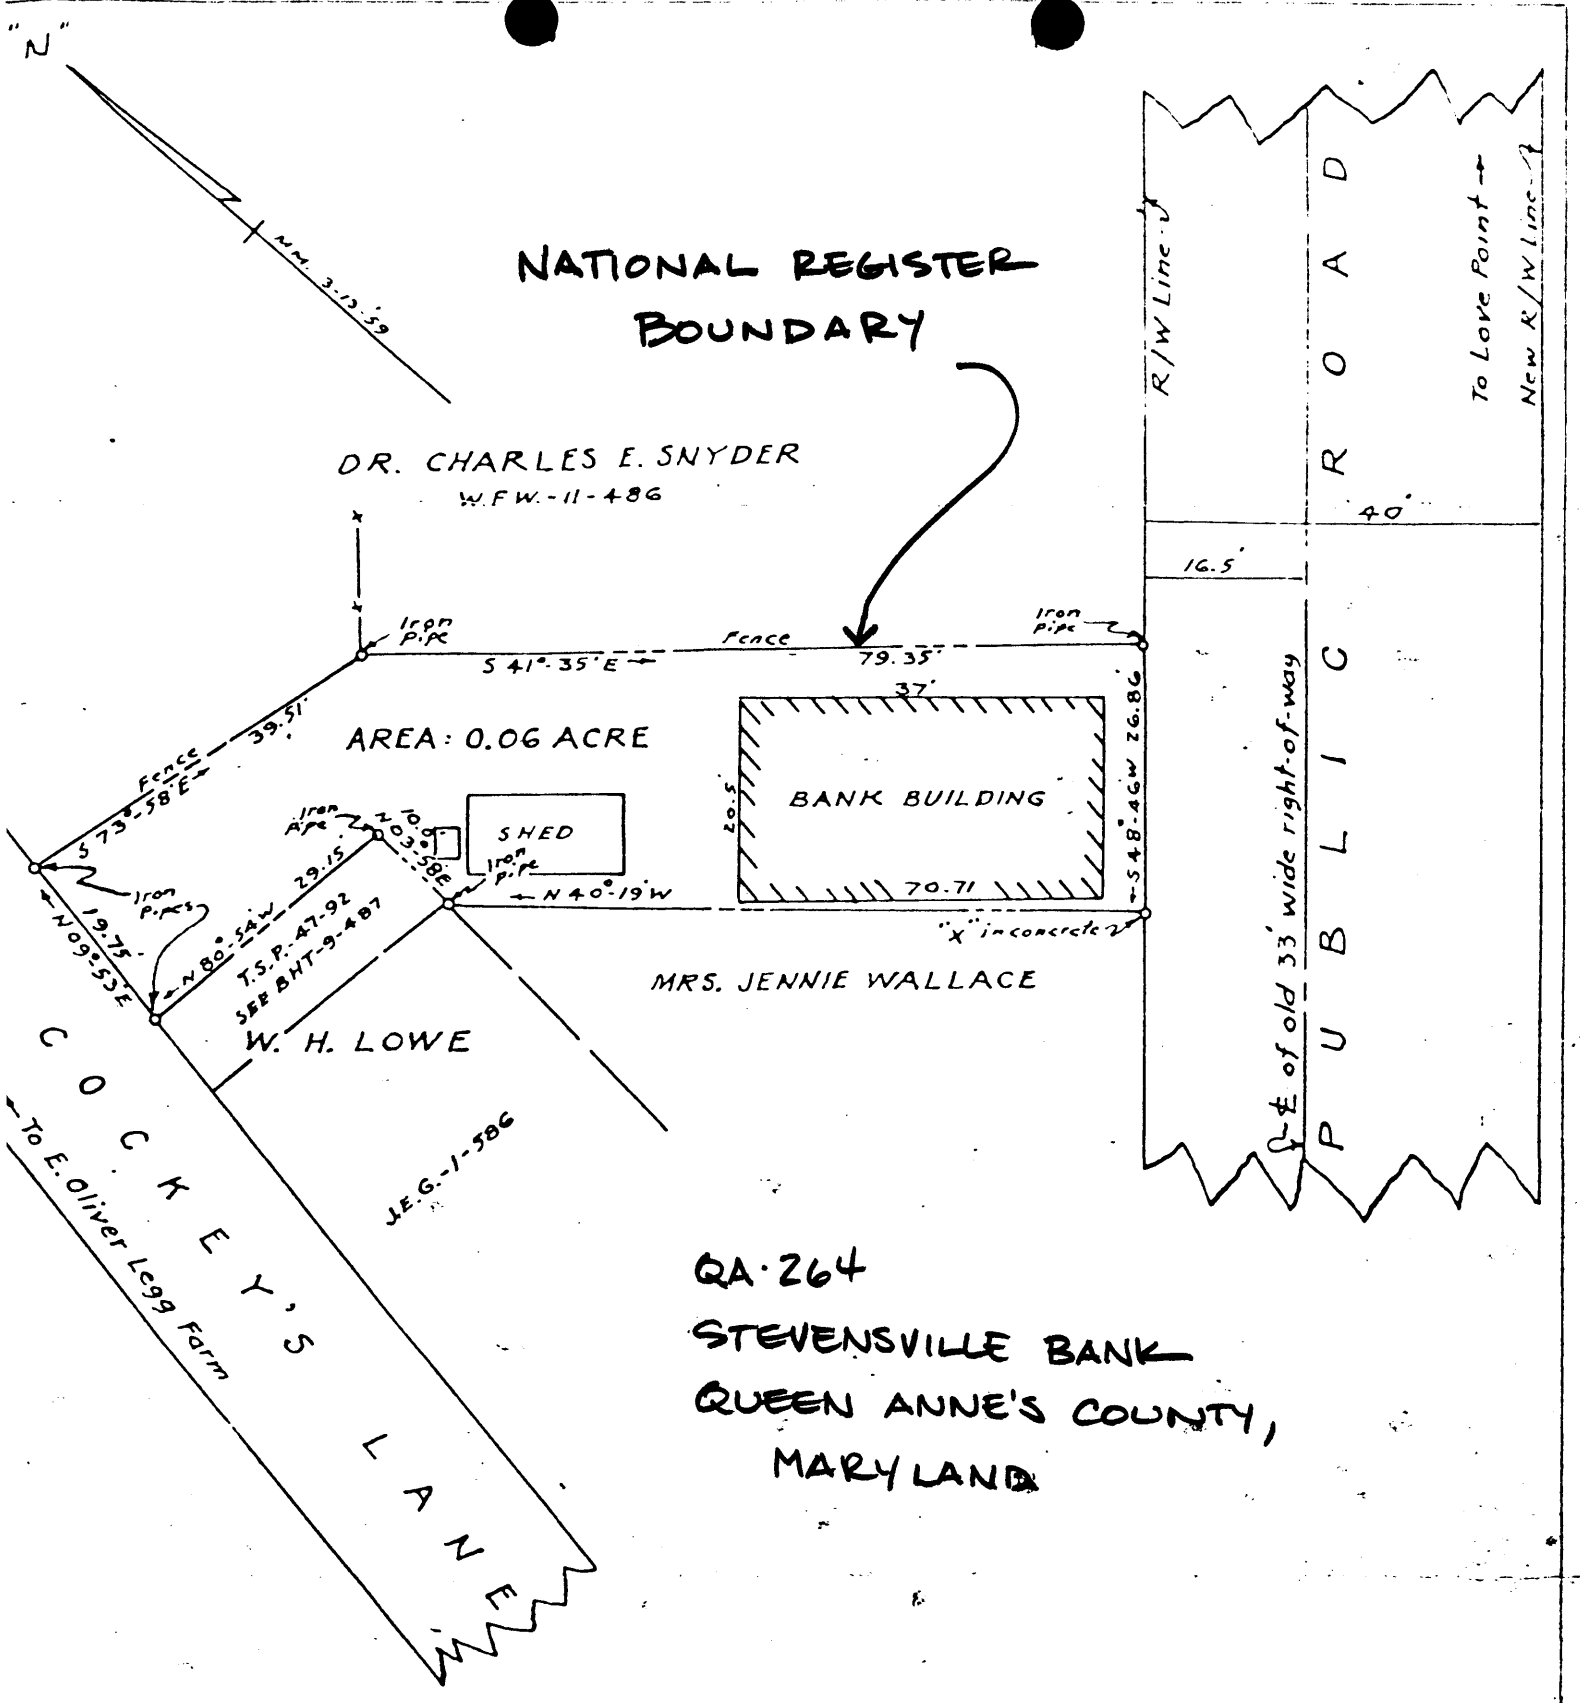 "N"
N.M. 3-13-'59
NATIONAL REGISTER
BOUNDARY
DR. CHARLES E. SNYDER
W.F.W.-11-486
R/W Line
To Love Point →
New R/W Line
PUBLIC ROAD
40'
16.5'
℄ of old 33' wide right-of-way
Iron
Pipe
S 41°-35' E →
Fence
79.35'
Iron
Pipe
37'
S 48°-46W 26.86
39.51'
Fence
S 73°-58' E →
AREA: 0.06 ACRE
20.5
BANK BUILDING
SHED
Iron
Pipe
N 03°-58E
Iron
Pipe
← N 40°-19' W
70.71
"X" in concrete
MRS. JENNIE WALLACE
Iron
Pipes
19.75'
N 09°-53' E
29.15'
← N 80°-54' W
T.S.P.-47-92
SEE BHT-9-487
W. H. LOWE
J.E.G.-1-586
COCKEY'S LANE
← To E. Oliver Legg Farm
QA·264
STEVENSVILLE BANK
QUEEN ANNE'S COUNTY,
MARYLAND